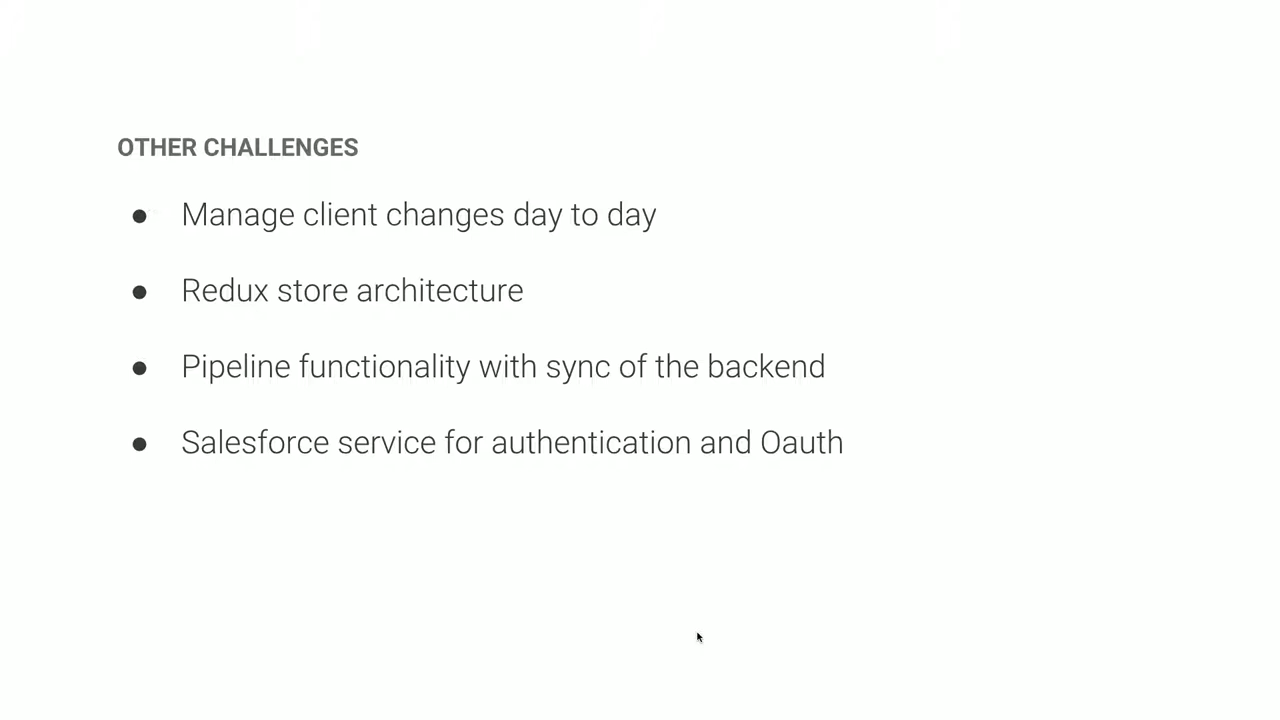 OTHER CHALLENGES
● Manage client changes day to day
● Redux store architecture
● Pipeline functionality with sync of the backend
● Salesforce service for authentication and Oauth